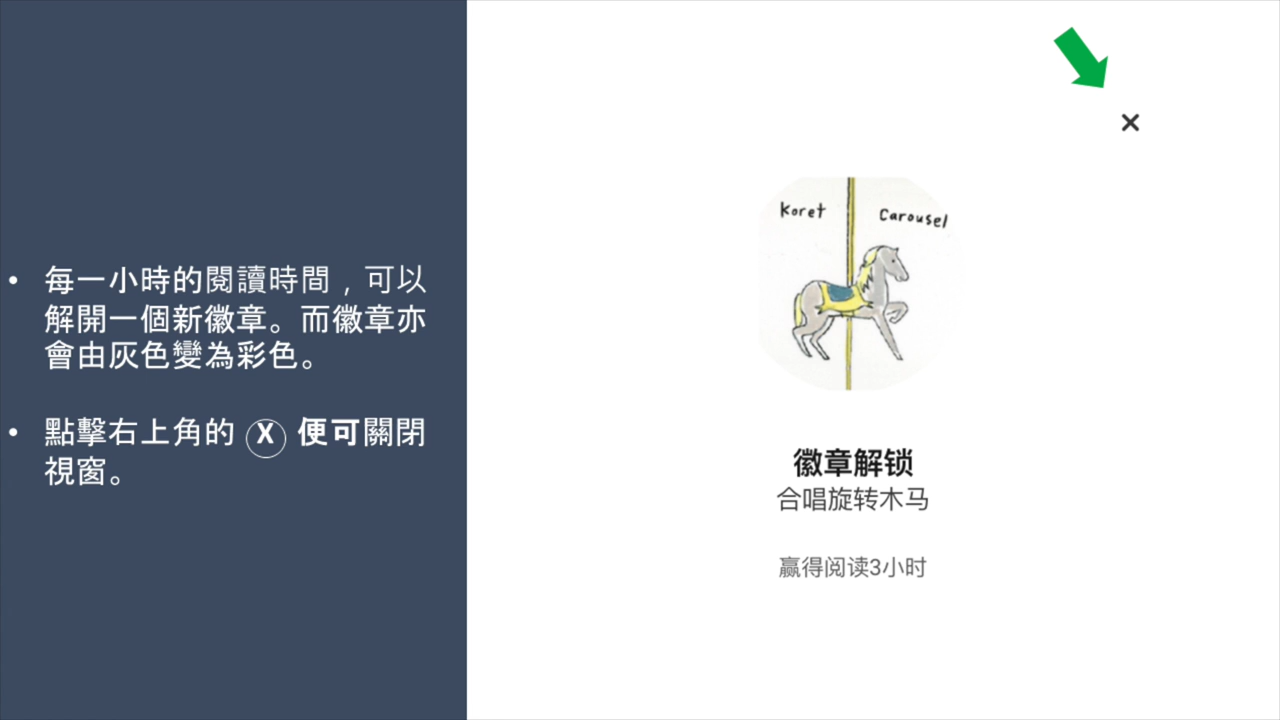 • 每一小時的閱讀時間，可以
解開一個新徽章。而徽章亦
會由灰色變為彩色。
• 點擊右上角的 X 便可關閉
視窗。
Koret Carousel
徽章解锁
合唱旋转木马
赢得阅读3小时